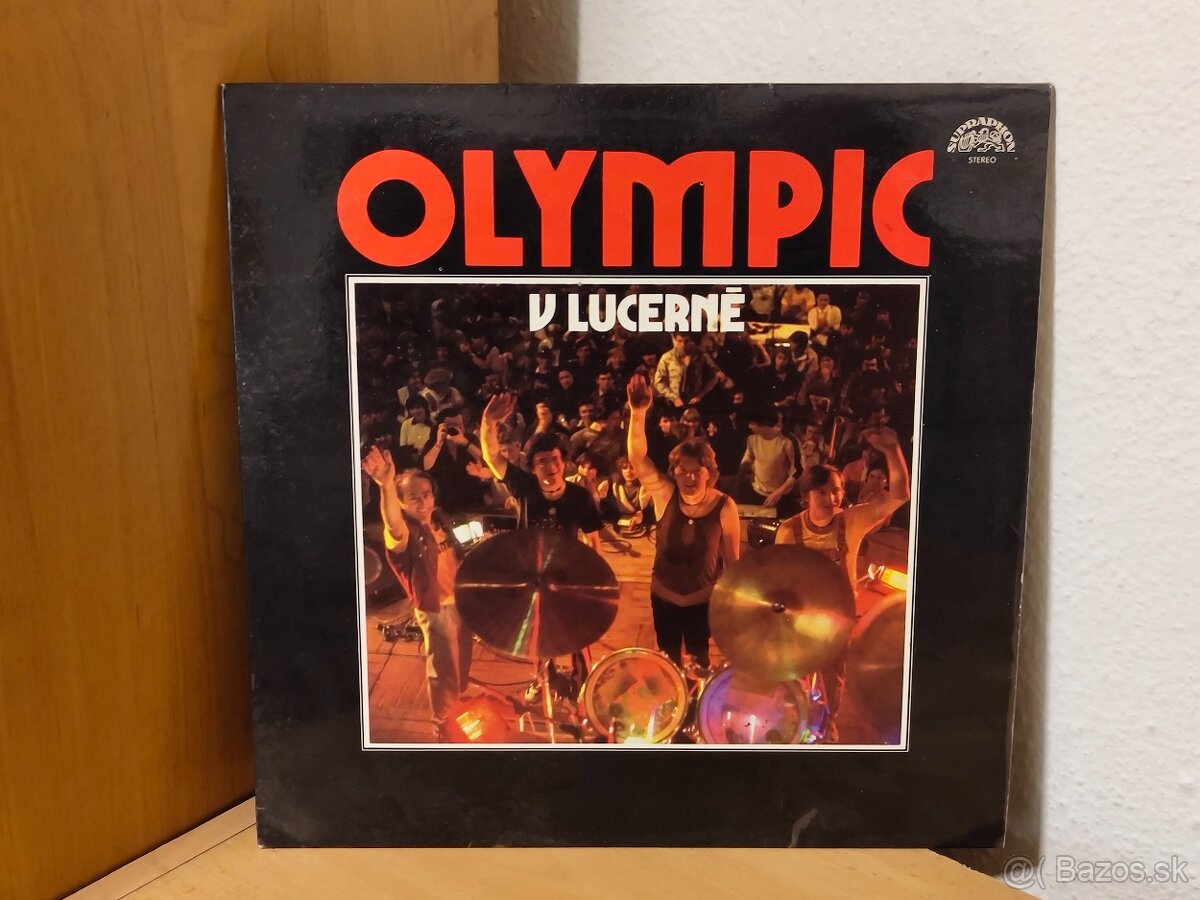 SUPRAPHON
STEREO
OLYMPIC
V LUCERNĚ
@( Bazos.sk